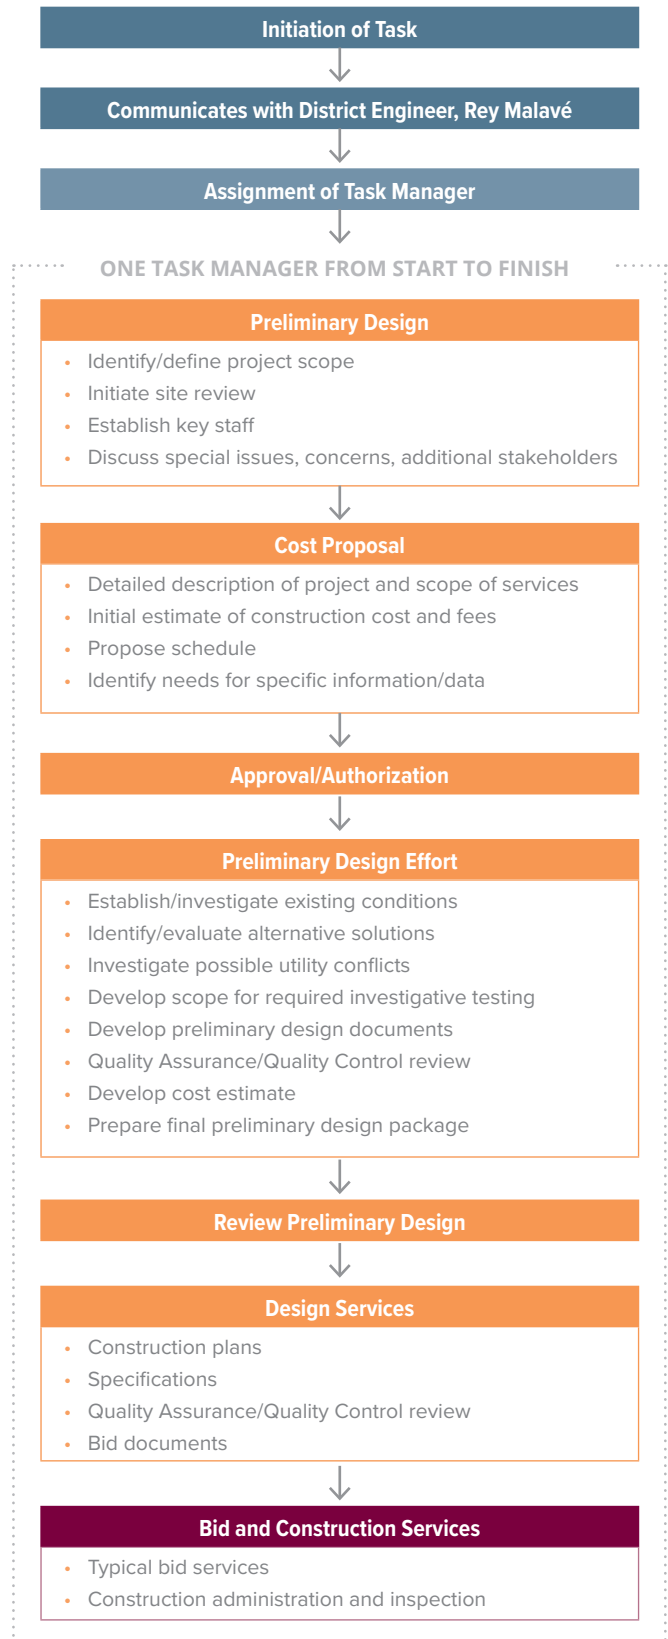 Initiation of Task
Communicates with District Engineer, Rey Malavé
Assignment of Task Manager
ONE TASK MANAGER FROM START TO FINISH
Preliminary Design
• Identify/define project scope
• Initiate site review
• Establish key staff
• Discuss special issues, concerns, additional stakeholders
Cost Proposal
• Detailed description of project and scope of services
• Initial estimate of construction cost and fees
• Propose schedule
• Identify needs for specific information/data
Approval/Authorization
Preliminary Design Effort
• Establish/investigate existing conditions
• Identify/evaluate alternative solutions
• Investigate possible utility conflicts
• Develop scope for required investigative testing
• Develop preliminary design documents
• Quality Assurance/Quality Control review
• Develop cost estimate
• Prepare final preliminary design package
Review Preliminary Design
Design Services
• Construction plans
• Specifications
• Quality Assurance/Quality Control review
• Bid documents
Bid and Construction Services
• Typical bid services
• Construction administration and inspection